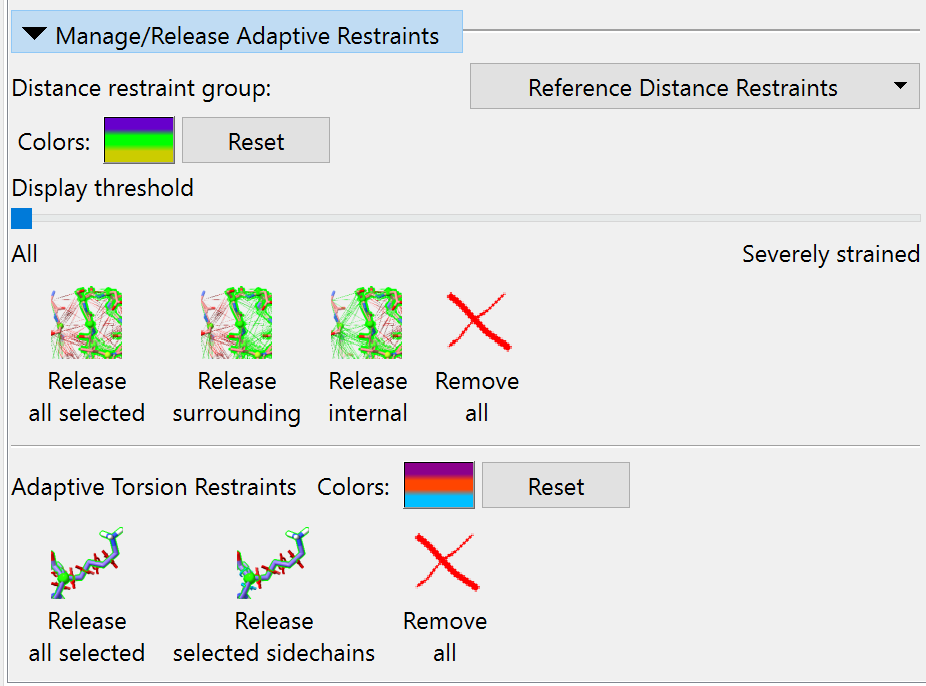 Manage/Release Adaptive Restraints
Distance restraint group:
Reference Distance Restraints
Colors:
Reset
Display threshold
All
Severely strained
Release
all selected
Release
surrounding
Release
internal
Remove
all
Adaptive Torsion Restraints
Colors:
Reset
Release
all selected
Release
selected sidechains
Remove
all